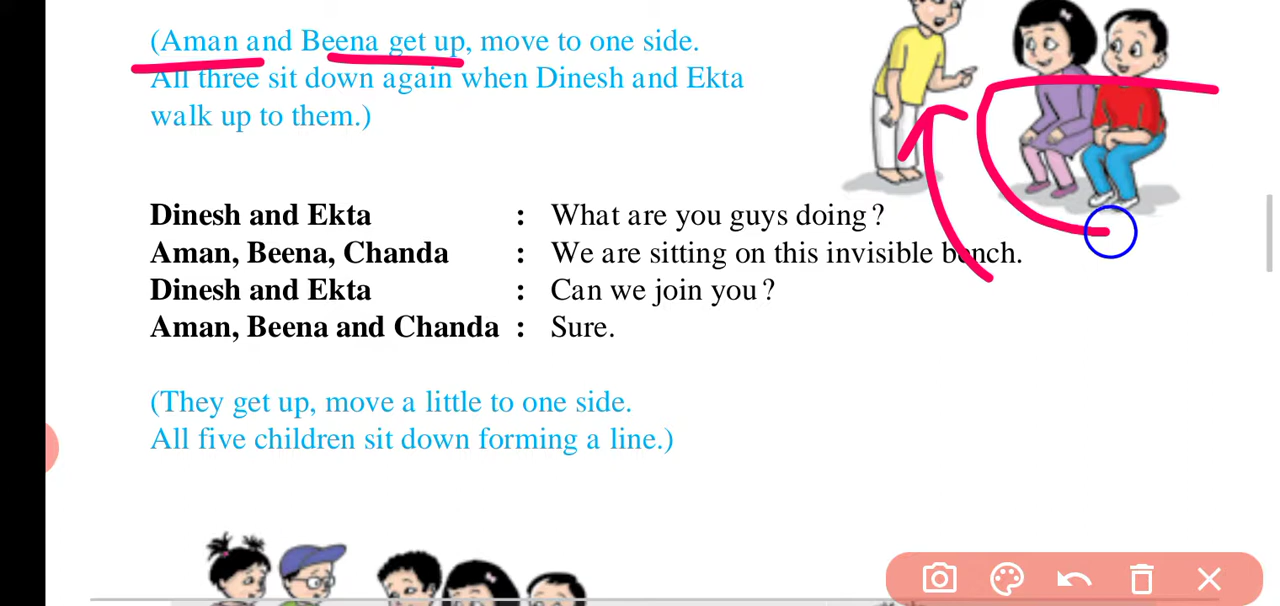 (Aman and Beena get up, move to one side.
All three sit down again when Dinesh and Ekta
walk up to them.)
Dinesh and Ekta : What are you guys doing?
Aman, Beena, Chanda : We are sitting on this invisible bench.
Dinesh and Ekta : Can we join you?
Aman, Beena and Chanda : Sure.
(They get up, move a little to one side.
All five children sit down forming a line.)